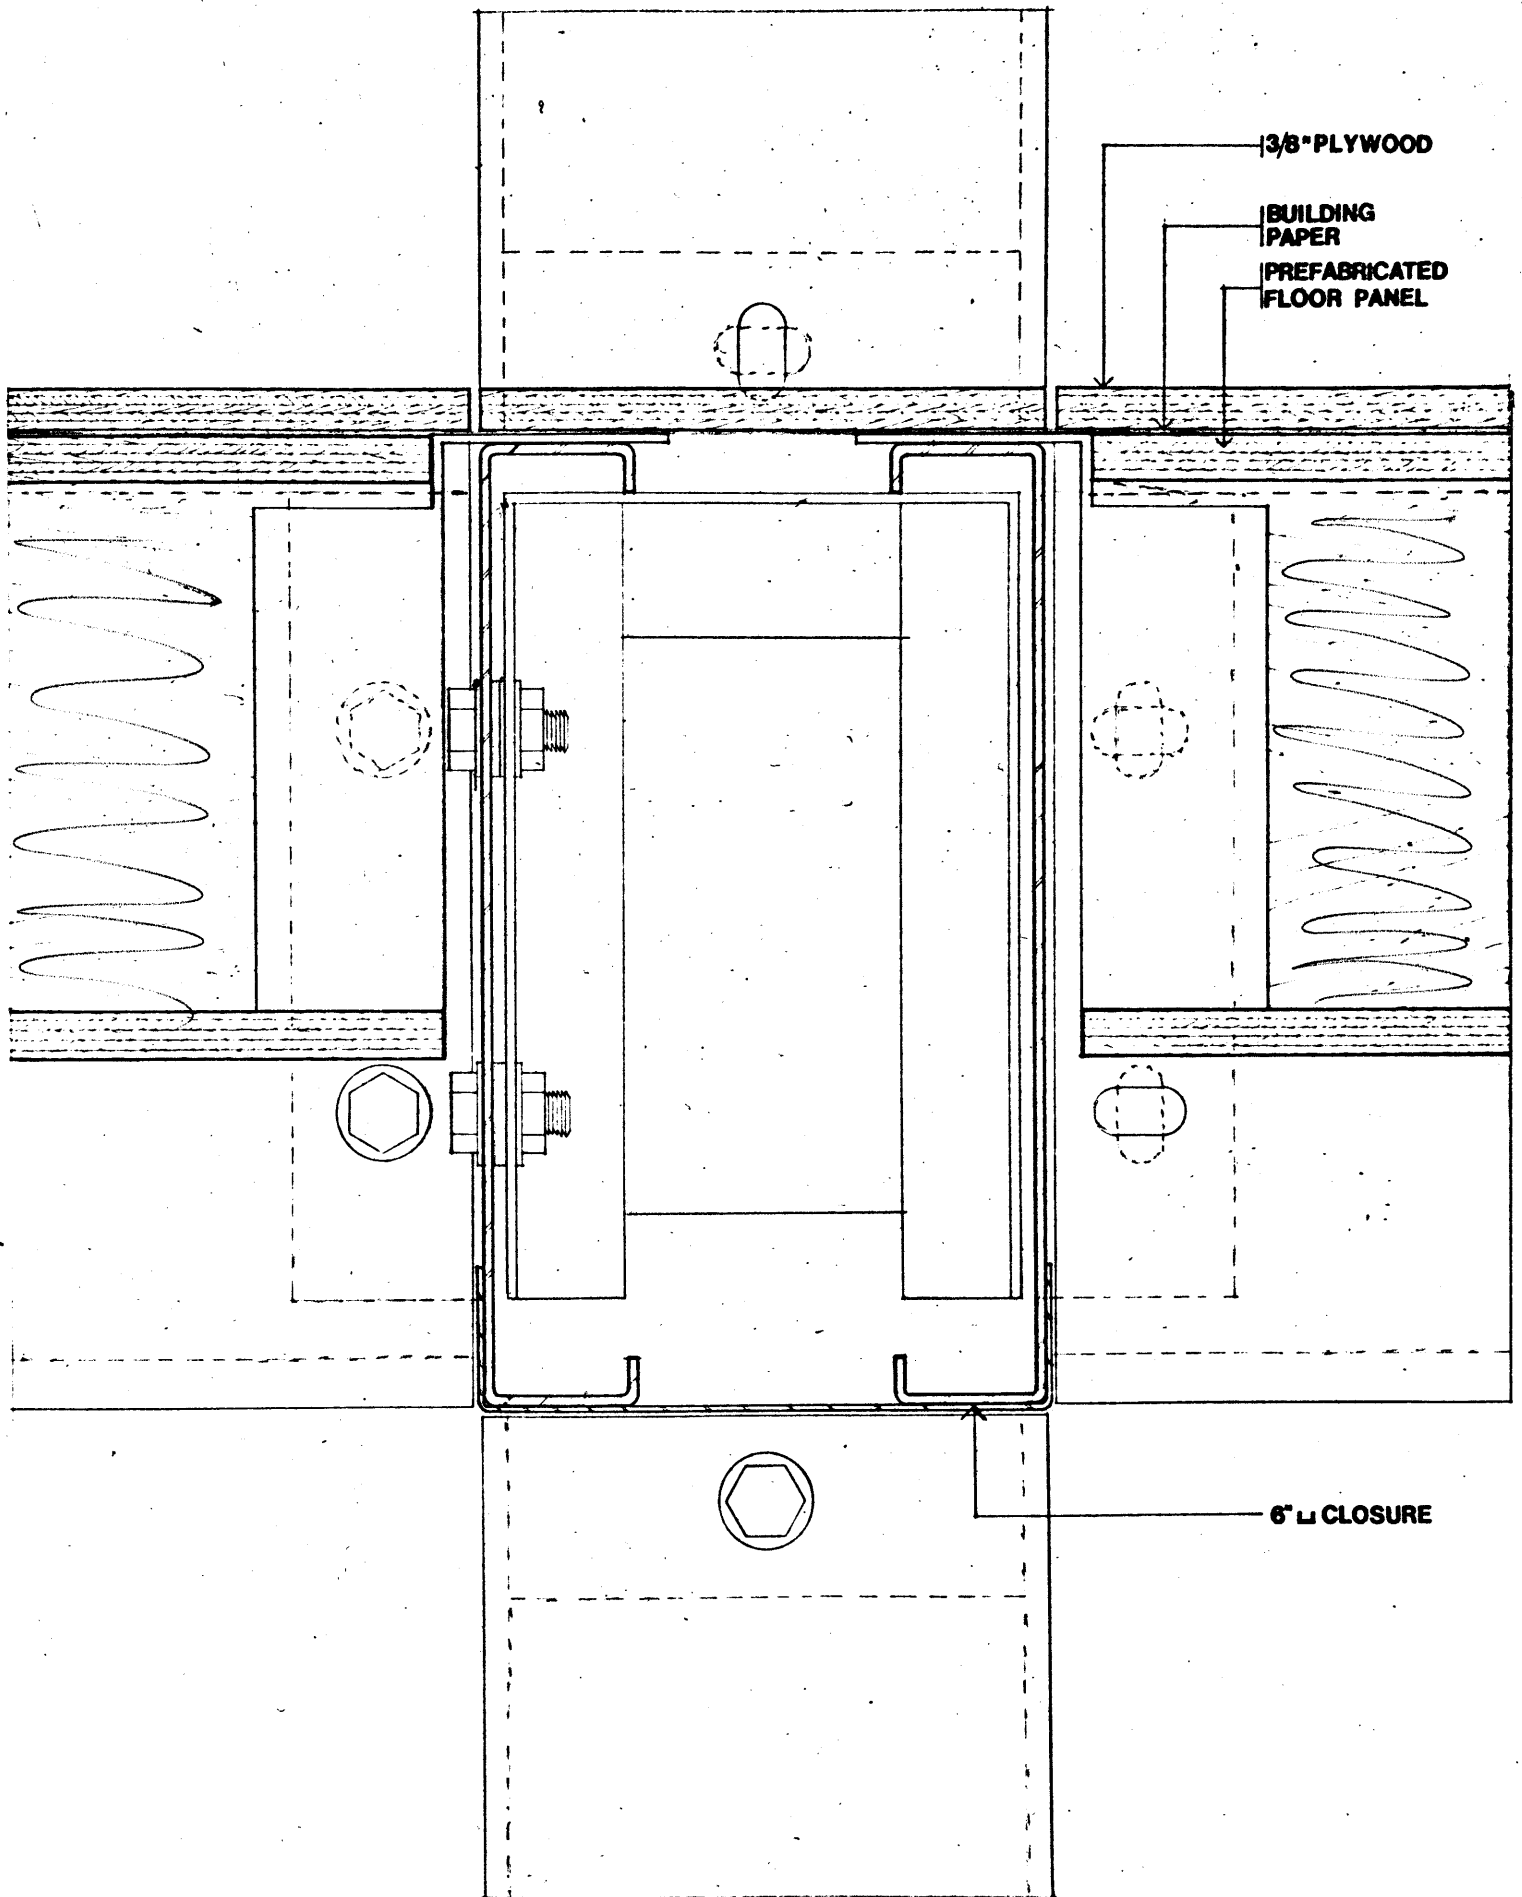 3/8" PLYWOOD
BUILDING
PAPER
PREFABRICATED
FLOOR PANEL
6" ⊔ CLOSURE